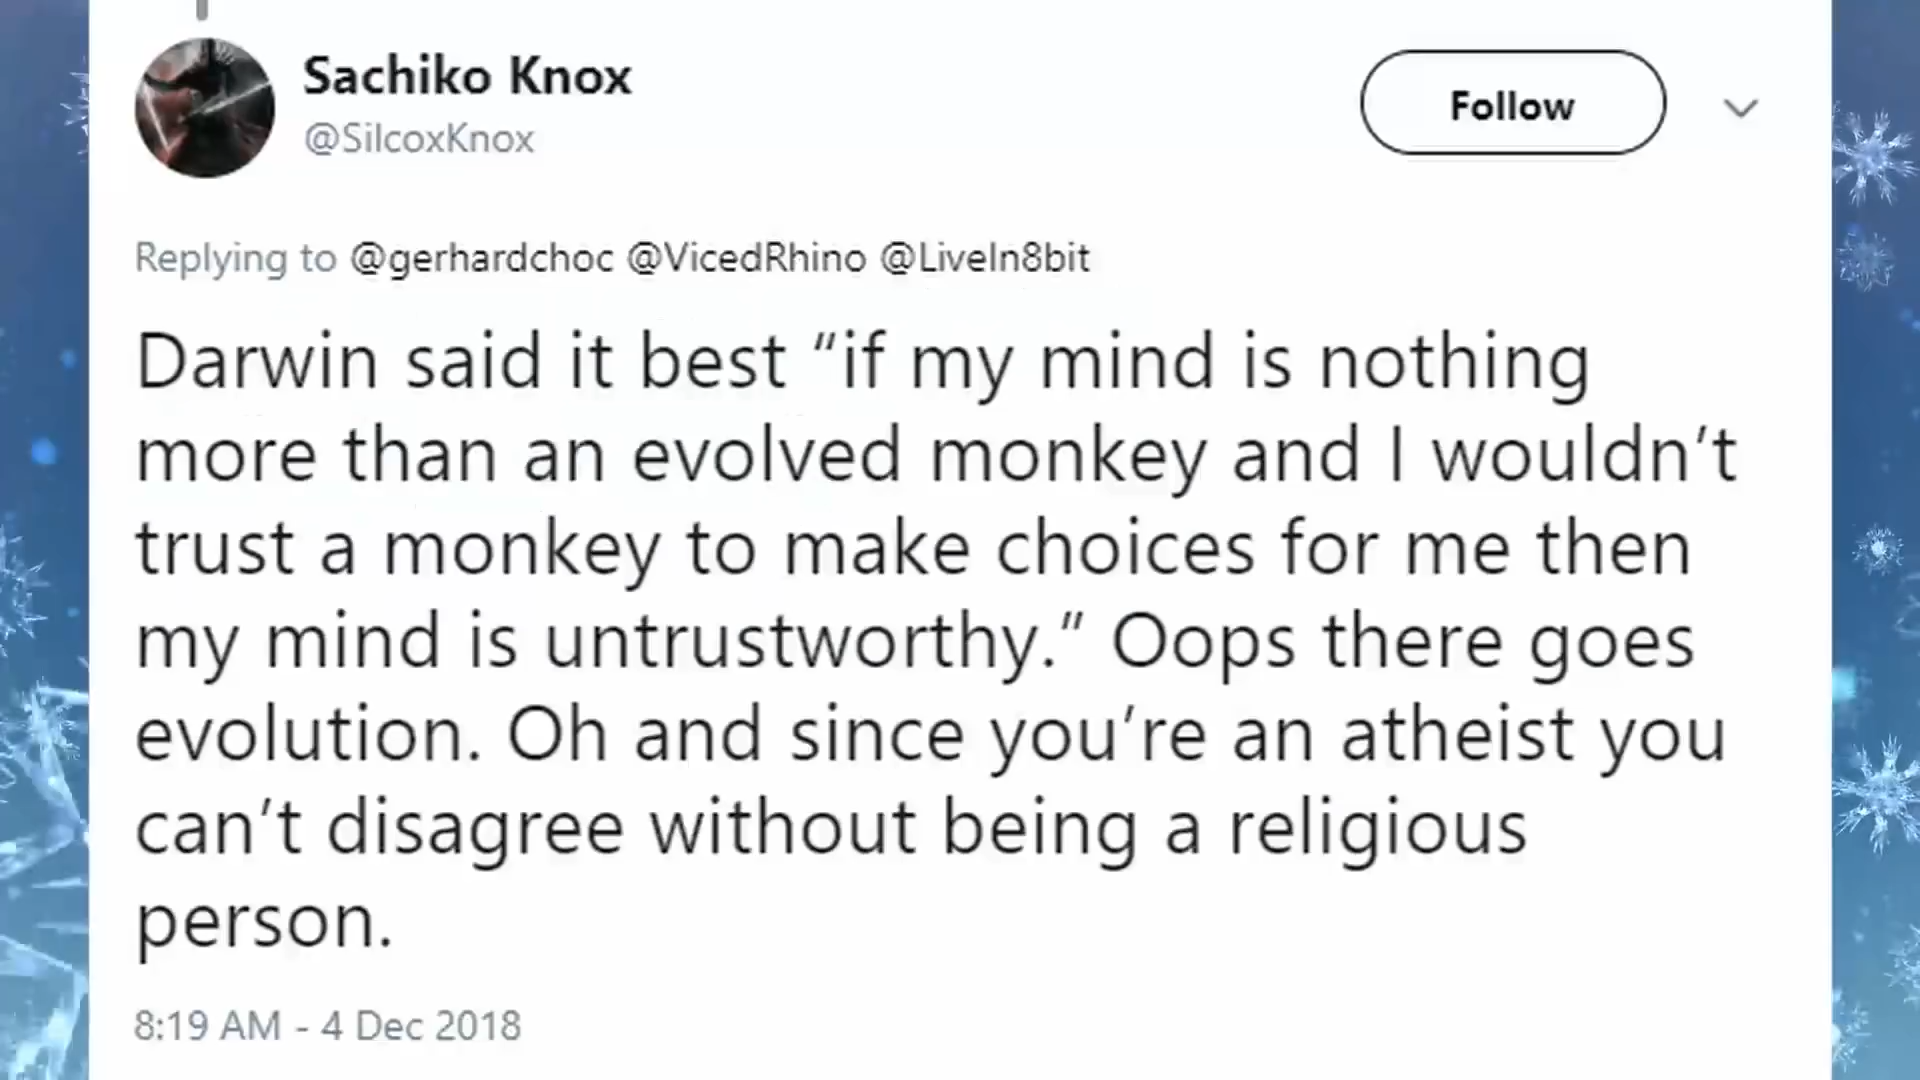 Sachiko Knox
@SilcoxKnox
Follow
Replying to @gerhardchoc @VicedRhino @LiveIn8bit
Darwin said it best “if my mind is nothing
more than an evolved monkey and I wouldn’t
trust a monkey to make choices for me then
my mind is untrustworthy.” Oops there goes
evolution. Oh and since you’re an atheist you
can’t disagree without being a religious
person.
8:19 AM - 4 Dec 2018